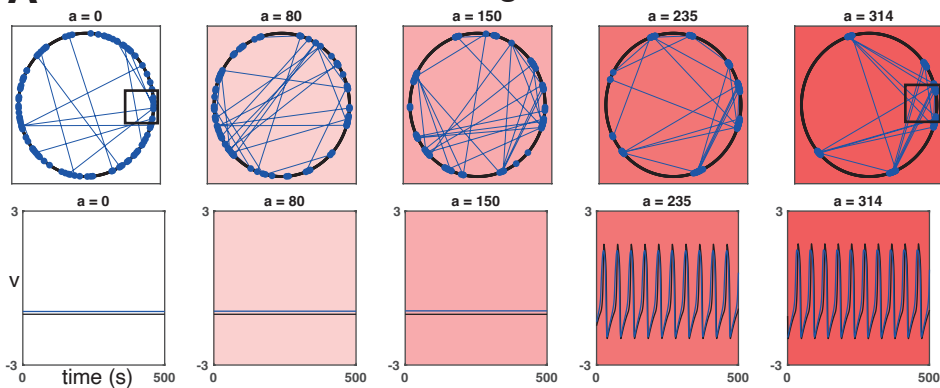 a = 0 a = 80 a = 150 a = 235 a = 314
a = 0 a = 80 a = 150 a = 235 a = 314
3 3 3 3 3
v
-3 -3 -3 -3 -3
time (s) 500 0 500 0 500 0 500 0 500